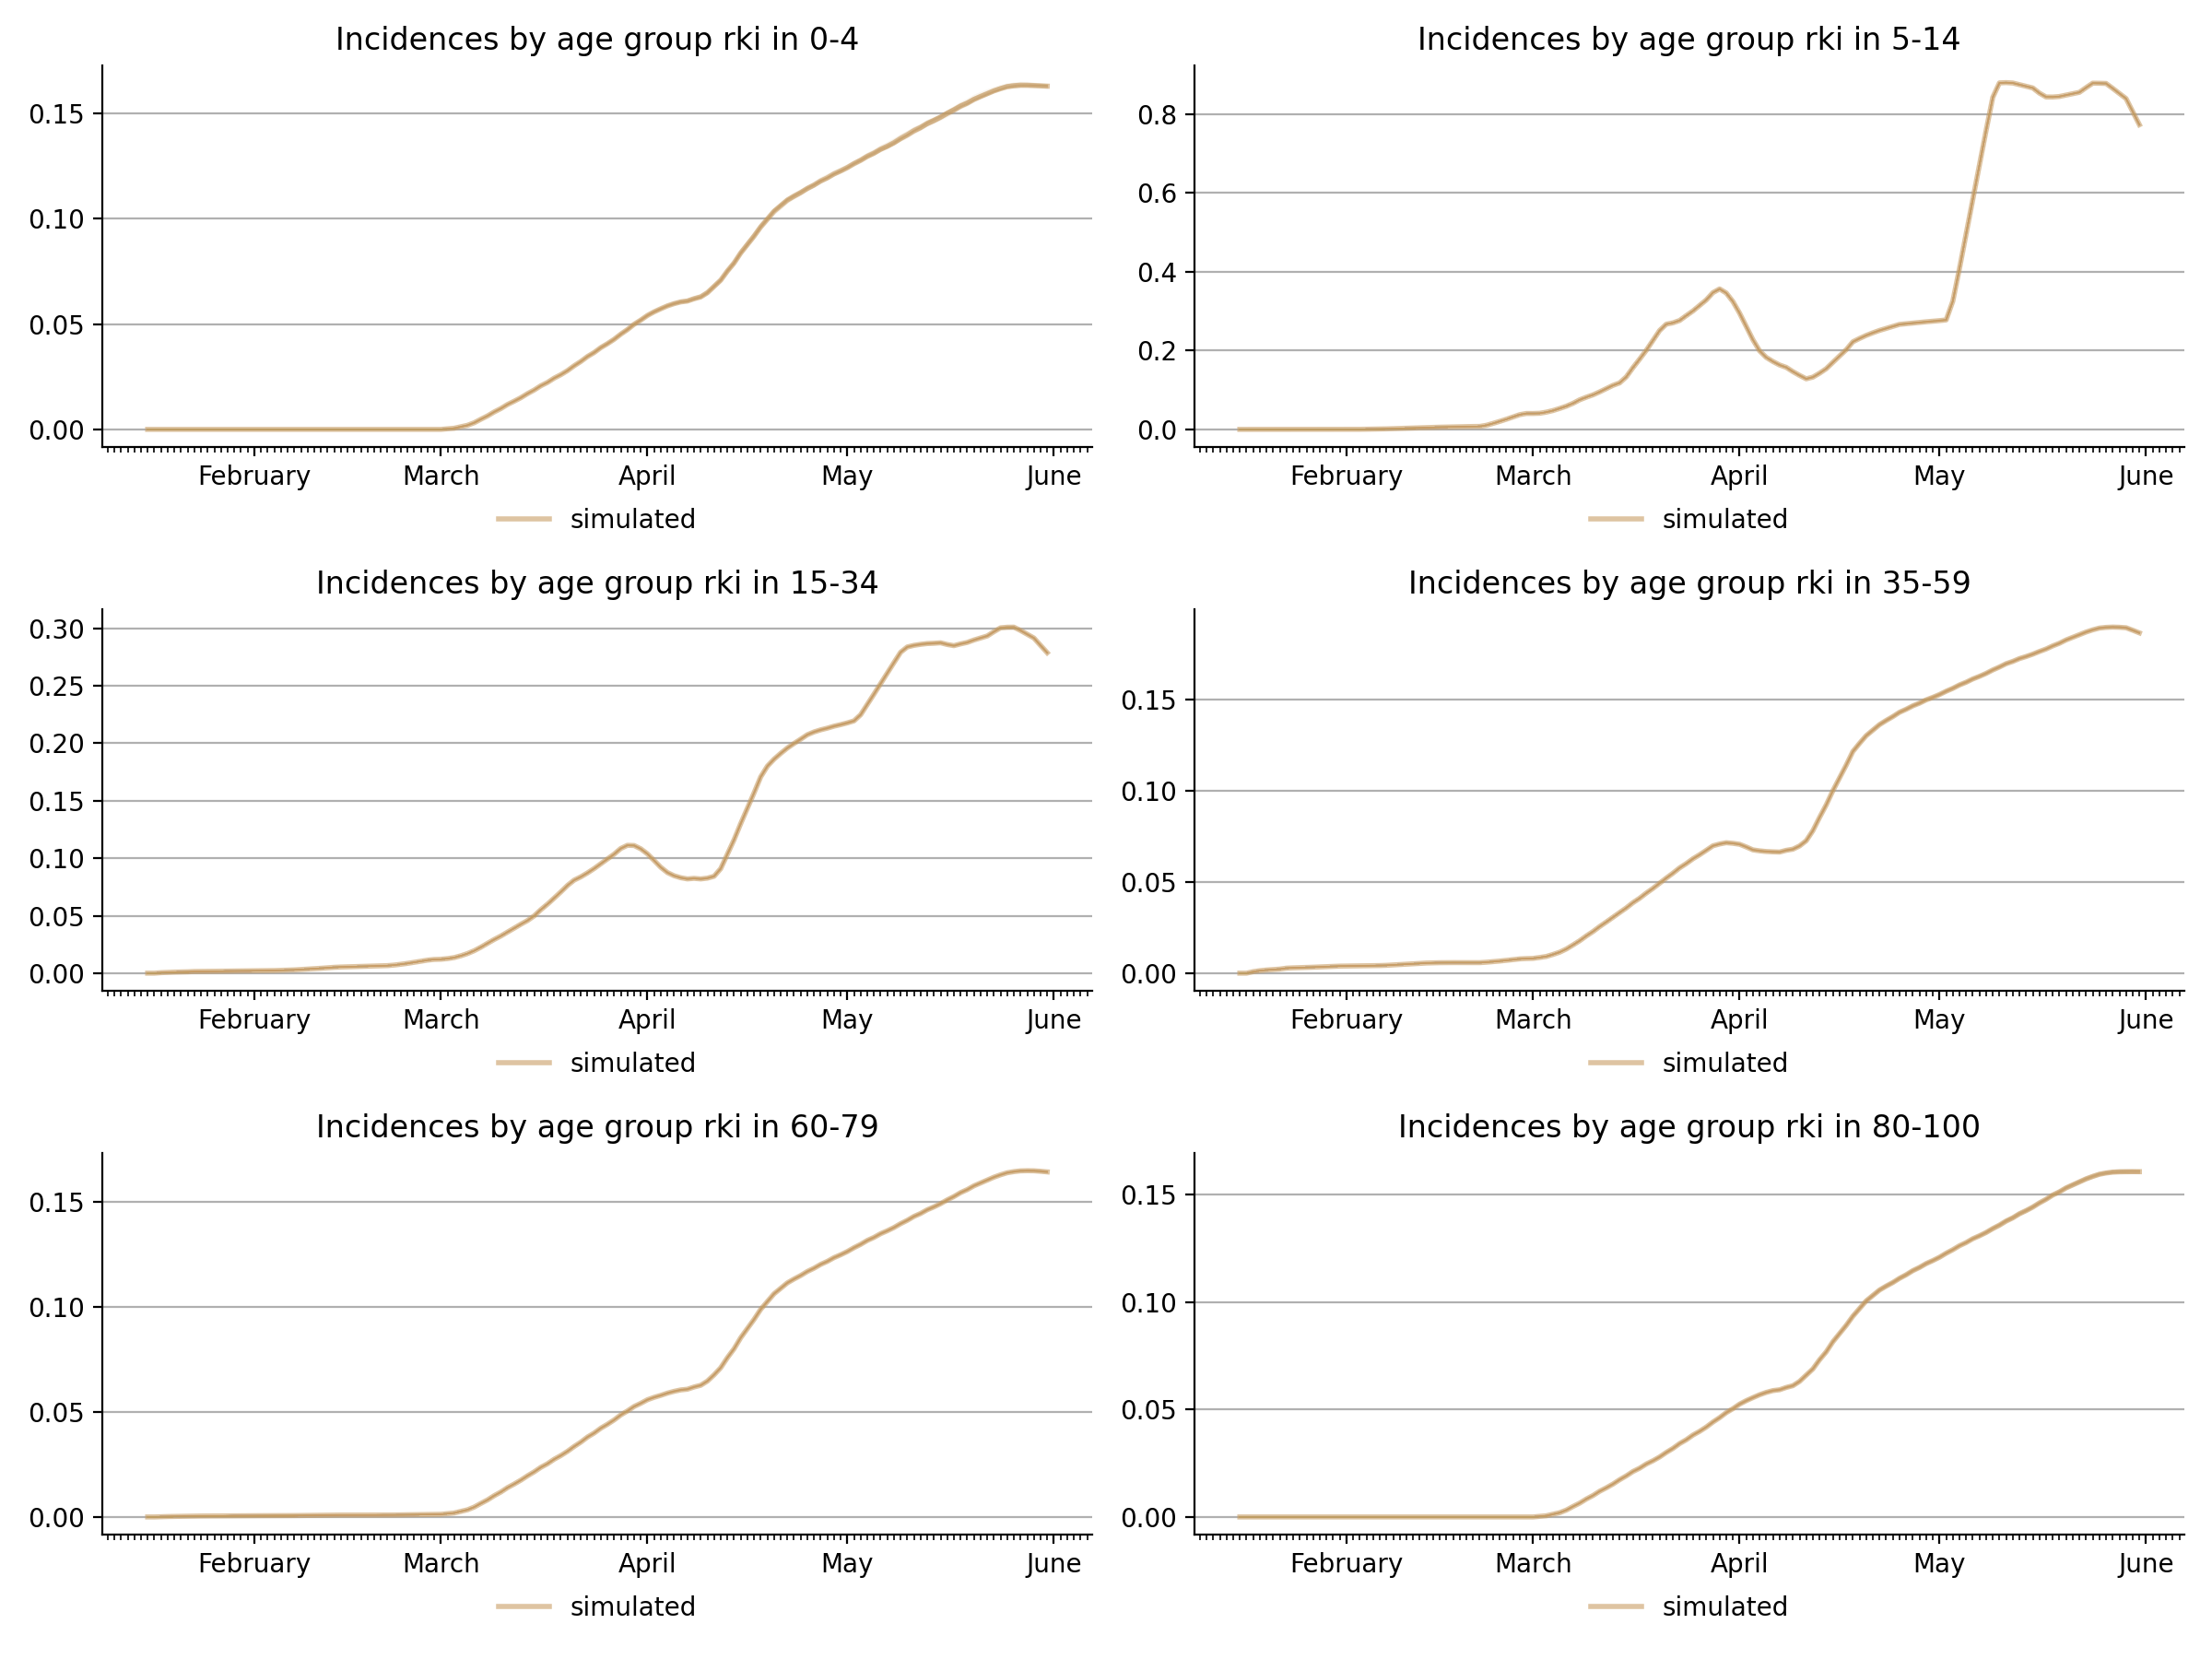 Incidences by age group rki in 0-4
0.15
0.10
0.05
0.00
February March April May June
simulated
Incidences by age group rki in 5-14
0.8
0.6
0.4
0.2
0.0
February March April May June
simulated
Incidences by age group rki in 15-34
0.30
0.25
0.20
0.15
0.10
0.05
0.00
February March April May June
simulated
Incidences by age group rki in 35-59
0.15
0.10
0.05
0.00
February March April May June
simulated
Incidences by age group rki in 60-79
0.15
0.10
0.05
0.00
February March April May June
simulated
Incidences by age group rki in 80-100
0.15
0.10
0.05
0.00
February March April May June
simulated